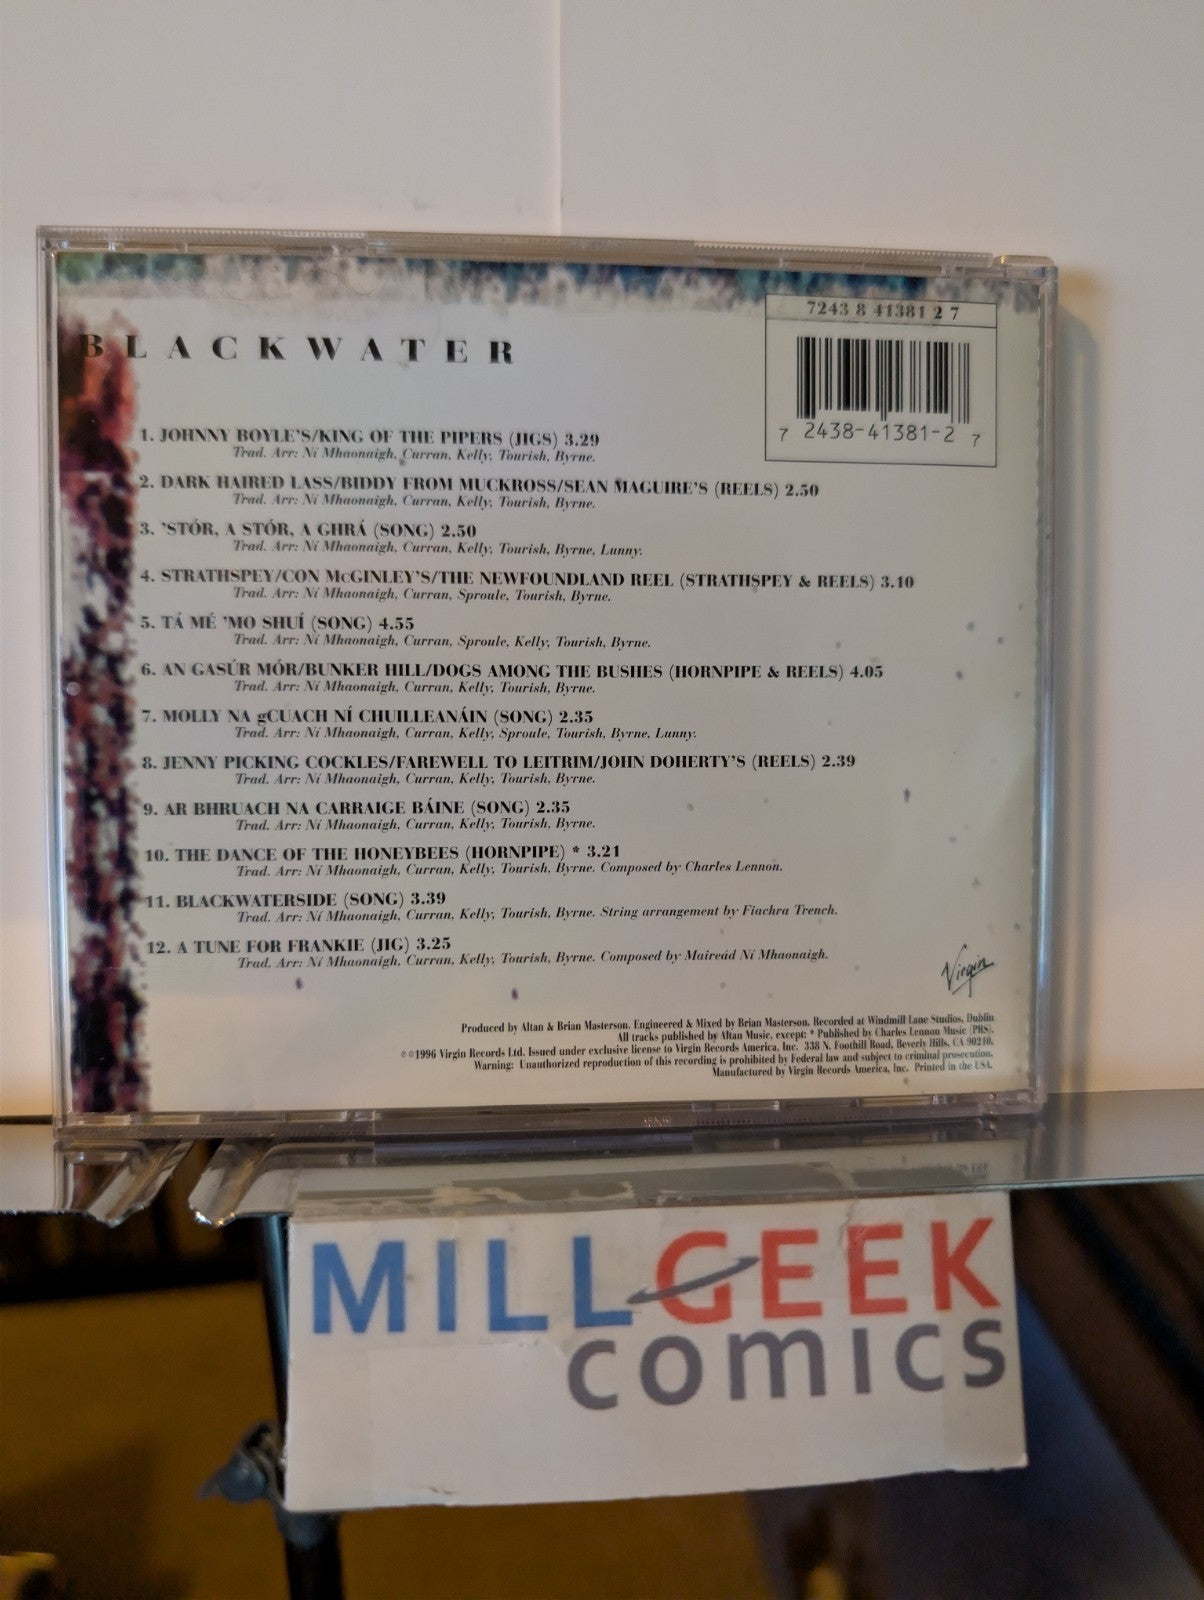 7243 8 41381 2 7
BLACKWATER
7 2438-41381-2 7
1. JOHNNY BOYLE'S/KING OF THE PIPERS (JIGS) 3.29
Trad. Arr: Ní Mhaonaigh, Curran, Kelly, Tourish, Byrne.
2. DARK HAIRED LASS/BIDDY FROM MUCKROSS/SEAN MAGUIRE'S (REELS) 2.50
Trad. Arr: Ní Mhaonaigh, Curran, Kelly, Tourish, Byrne.
3. 'STÓR, A STÓR, A GHRÁ (SONG) 2.50
Trad. Arr: Ní Mhaonaigh, Curran, Kelly, Tourish, Byrne, Lunny.
4. STRATHSPEY/CON McGINLEY'S/THE NEWFOUNDLAND REEL (STRATHSPEY & REELS) 3.10
Trad. Arr: Ní Mhaonaigh, Curran, Sproule, Tourish, Byrne.
5. TÁ MÉ 'MO SHUÍ (SONG) 4.55
Trad. Arr: Ní Mhaonaigh, Curran, Sproule, Kelly, Tourish, Byrne.
6. AN GASÚR MÓR/BUNKER HILL/DOGS AMONG THE BUSHES (HORNPIPE & REELS) 4.05
Trad. Arr: Ní Mhaonaigh, Curran, Kelly, Tourish, Byrne.
7. MOLLY NA gCUACH NÍ CHUILLEANÁIN (SONG) 2.35
Trad. Arr: Ní Mhaonaigh, Curran, Kelly, Sproule, Tourish, Byrne, Lunny.
8. JENNY PICKING COCKLES/FAREWELL TO LEITRIM/JOHN DOHERTY'S (REELS) 2.39
Trad. Arr: Ní Mhaonaigh, Curran, Kelly, Tourish, Byrne.
9. AR BHRUACH NA CARRAIGE BÁINE (SONG) 2.35
Trad. Arr: Ní Mhaonaigh, Curran, Kelly, Tourish, Byrne.
10. THE DANCE OF THE HONEYBEES (HORNPIPE) * 3.21
Trad. Arr: Ní Mhaonaigh, Curran, Kelly, Tourish, Byrne. Composed by Charles Lennon.
11. BLACKWATERSIDE (SONG) 3.39
Trad. Arr: Ní Mhaonaigh, Curran, Kelly, Tourish, Byrne. String arrangement by Fiachra Trench.
12. A TUNE FOR FRANKIE (JIG) 3.25
Trad. Arr: Ní Mhaonaigh, Curran, Kelly, Tourish, Byrne. Composed by Maireád Ní Mhaonaigh.
Virgin
Produced by Altan & Brian Masterson. Engineered & Mixed by Brian Masterson. Recorded at Windmill Lane Studios, Dublin
All tracks published by Altan Music, except: * Published by Charles Lennon Music (PRS).
℗©1996 Virgin Records Ltd. Issued under exclusive license to Virgin Records America, Inc. 338 N. Foothill Road, Beverly Hills, CA 90210.
Warning: Unauthorized reproduction of this recording is prohibited by Federal law and subject to criminal prosecution.
Manufactured by Virgin Records America, Inc. Printed in the USA.
MILLGEEK
comics